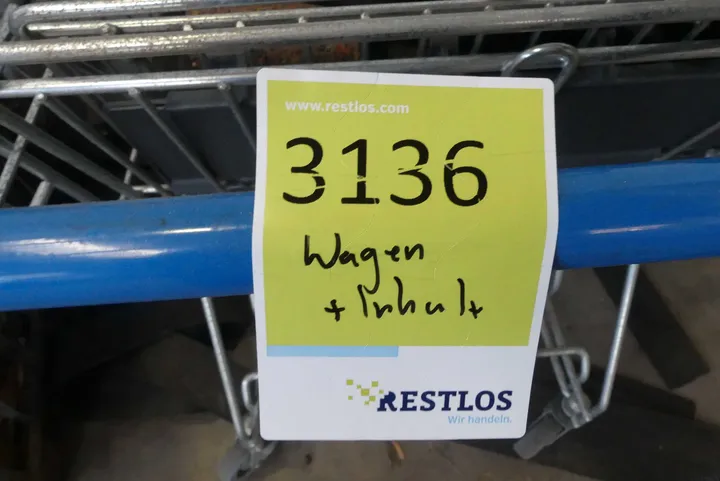 www.restlos.com
3136
Wagen
+ Inhalt
RESTLOS
Wir handeln.